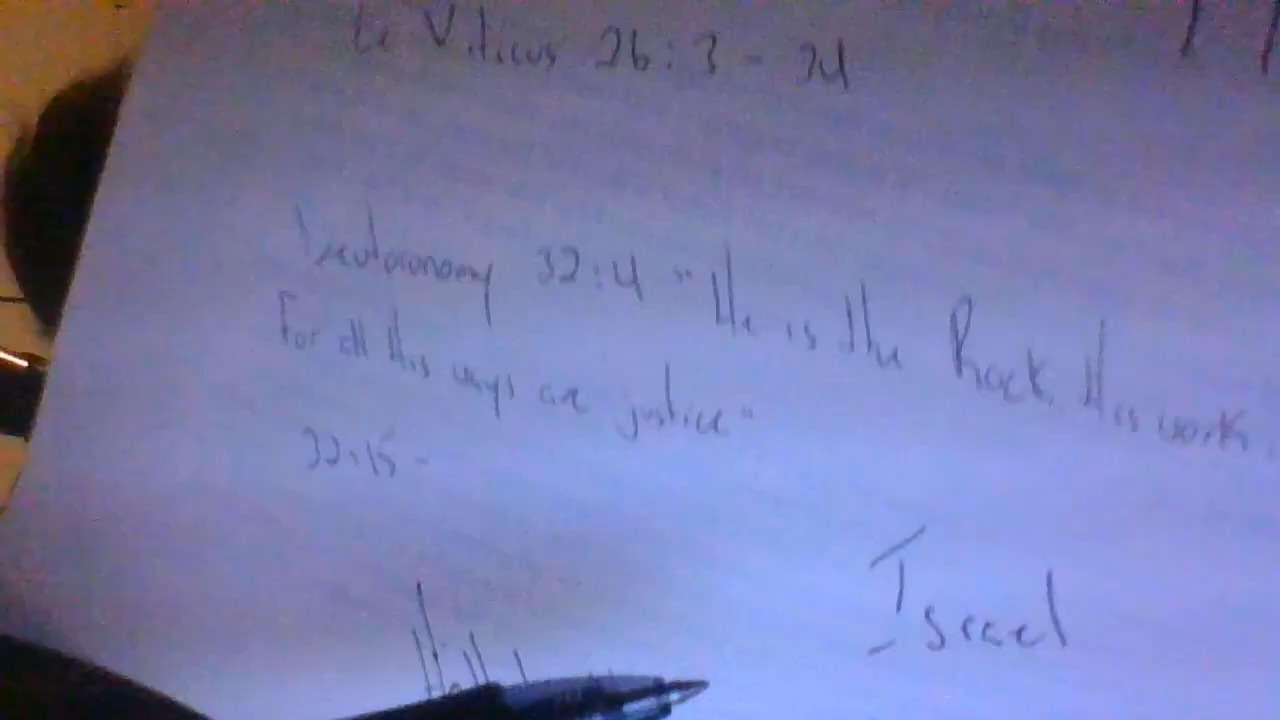 LeViticus 26:3-34
Deutoronomy 32:4 "He is the Rock, His work
For all His ways are justice"
32:15-
Israel